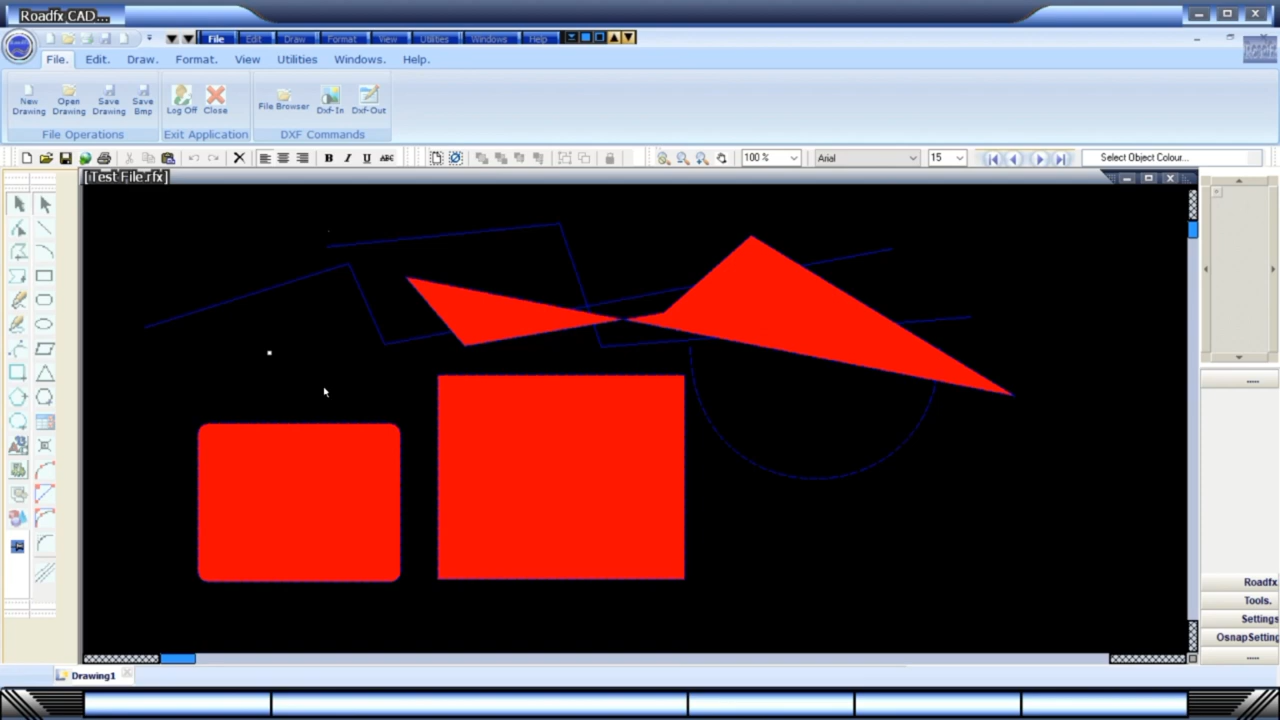 Roadfx CAD...
File Edit Draw Format View Utilities Windows Help
File. Edit. Draw. Format. View Utilities Windows. Help.
New Drawing Open Drawing Save Drawing Save Bmp Log Off Close File Browser Dxf-In Dxf-Out
File Operations Exit Application DXF Commands
B I U ABC 100 % Arial 15 Select Object Colour...
[iTest File.rfx]
.....
Roadfx
Tools.
Settings
OsnapSetting
.....
Drawing1